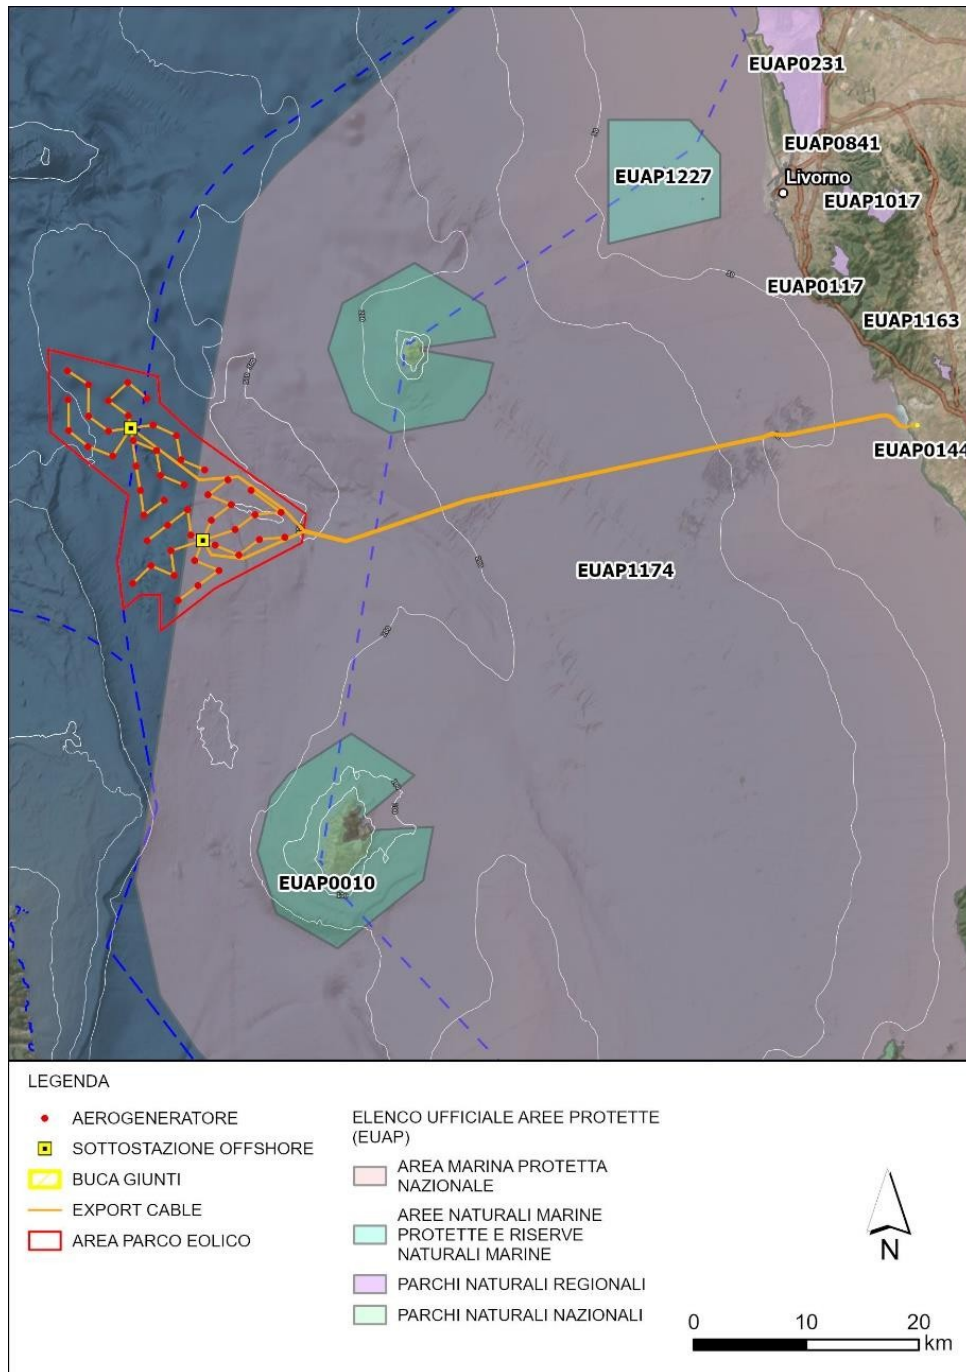 EUAP0231
EUAP0841
EUAP1227
Livorno
EUAP1017
EUAP0117
EUAP1163
EUAP0144
EUAP1174
EUAP0010
LEGENDA
AEROGENERATORE
SOTTOSTAZIONE OFFSHORE
BUCA GIUNTI
EXPORT CABLE
AREA PARCO EOLICO
ELENCO UFFICIALE AREE PROTETTE
(EUAP)
AREA MARINA PROTETTA
NAZIONALE
AREE NATURALI MARINE
PROTETTE E RISERVE
NATURALI MARINE
PARCHI NATURALI REGIONALI
PARCHI NATURALI NAZIONALI
N
0 10 20
km